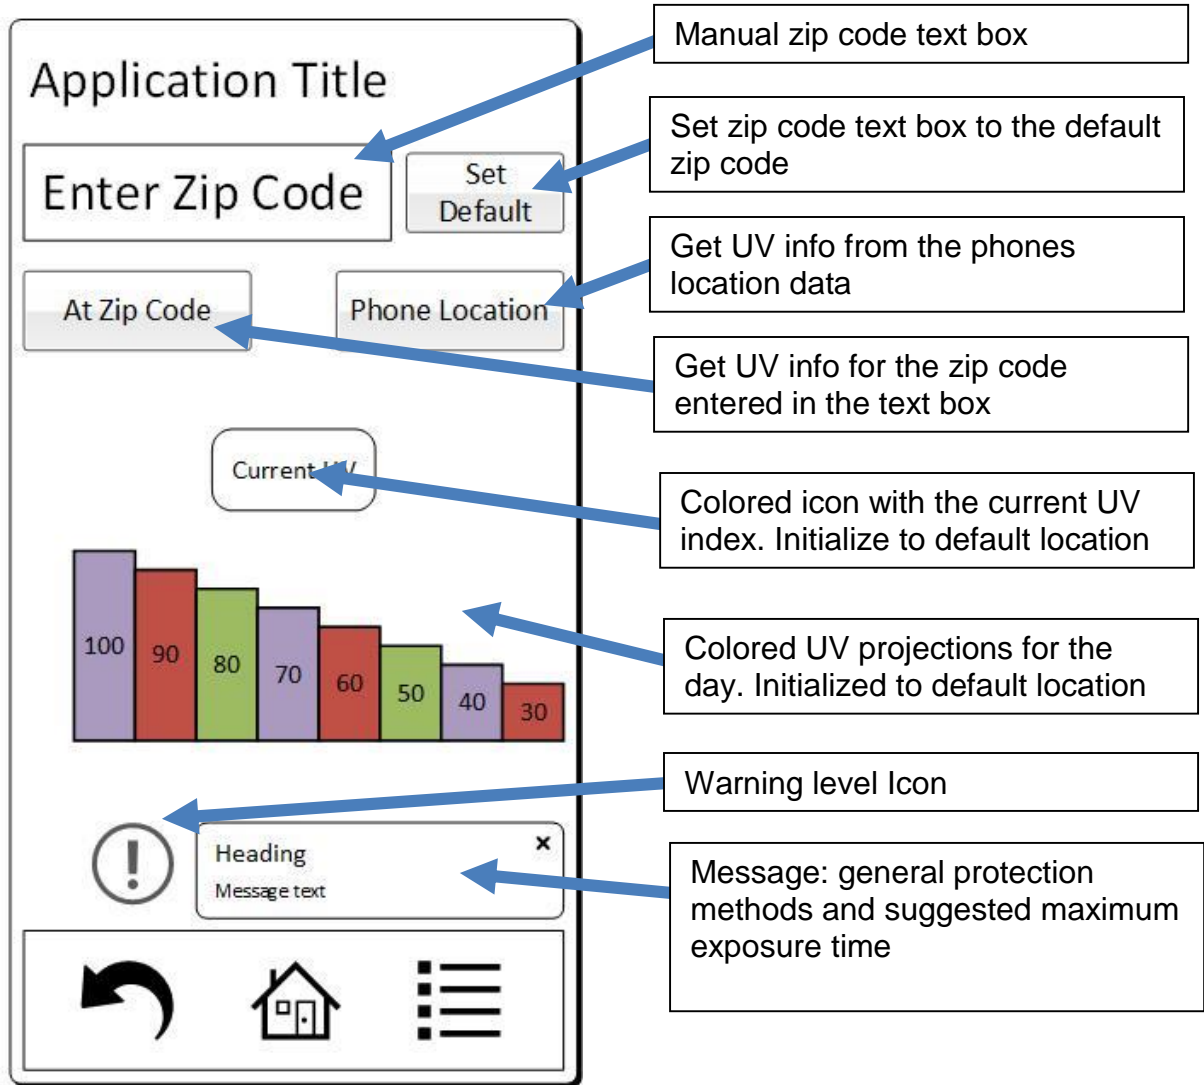 Application Title
Enter Zip Code
Set
Default
At Zip Code
Phone Location
Current UV
100
90
80
70
60
50
40
30
Heading
Message text
Manual zip code text box
Set zip code text box to the default
zip code
Get UV info from the phones
location data
Get UV info for the zip code
entered in the text box
Colored icon with the current UV
index. Initialize to default location
Colored UV projections for the
day. Initialized to default location
Warning level Icon
Message: general protection
methods and suggested maximum
exposure time